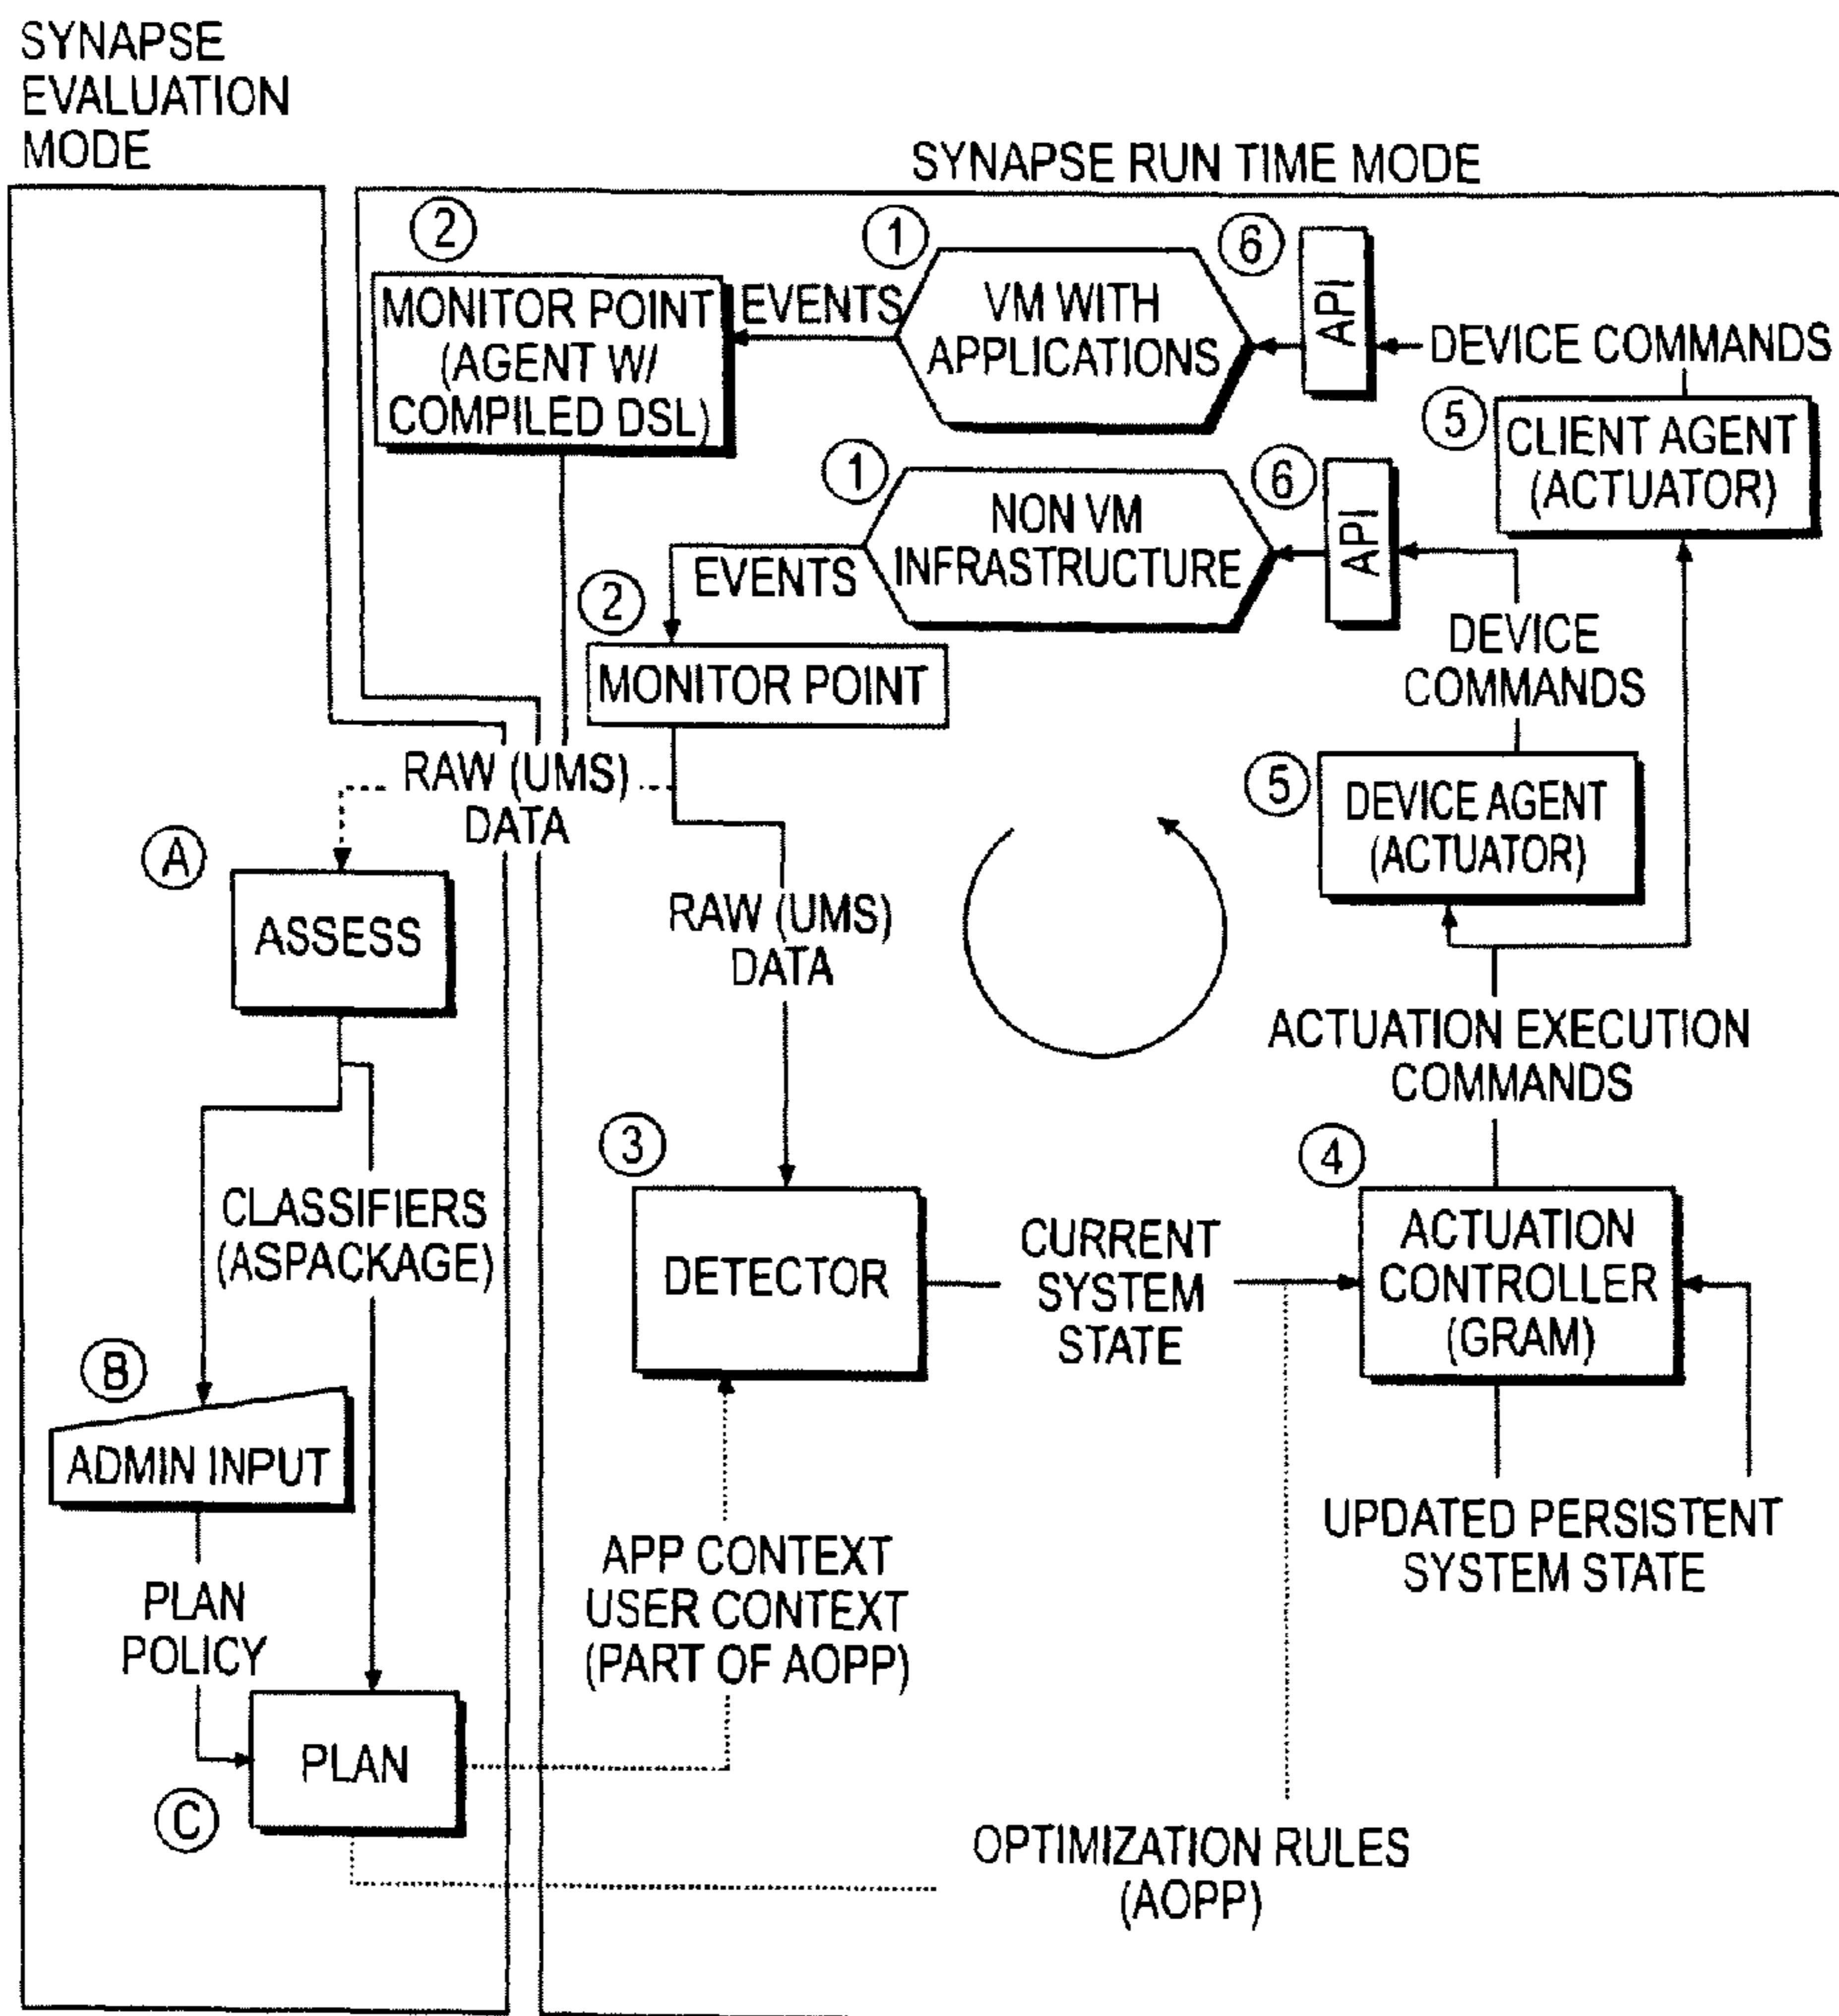 SYNAPSE
EVALUATION
MODE
SYNAPSE RUN TIME MODE
2
MONITOR POINT
(AGENT W/
COMPILED DSL)
EVENTS
1
VM WITH
APPLICATIONS
6
API
DEVICE COMMANDS
5
CLIENT AGENT
(ACTUATOR)
1
NON VM
INFRASTRUCTURE
6
API
EVENTS
2
MONITOR POINT
DEVICE
COMMANDS
RAW (UMS)
DATA
5
DEVICE AGENT
(ACTUATOR)
A
ASSESS
RAW (UMS)
DATA
ACTUATION EXECUTION
COMMANDS
3
DETECTOR
CURRENT
SYSTEM
STATE
4
ACTUATION
CONTROLLER
(GRAM)
CLASSIFIERS
(ASPACKAGE)
B
ADMIN INPUT
UPDATED PERSISTENT
SYSTEM STATE
APP CONTEXT
USER CONTEXT
(PART OF AOPP)
PLAN
POLICY
PLAN
C
OPTIMIZATION RULES
(AOPP)